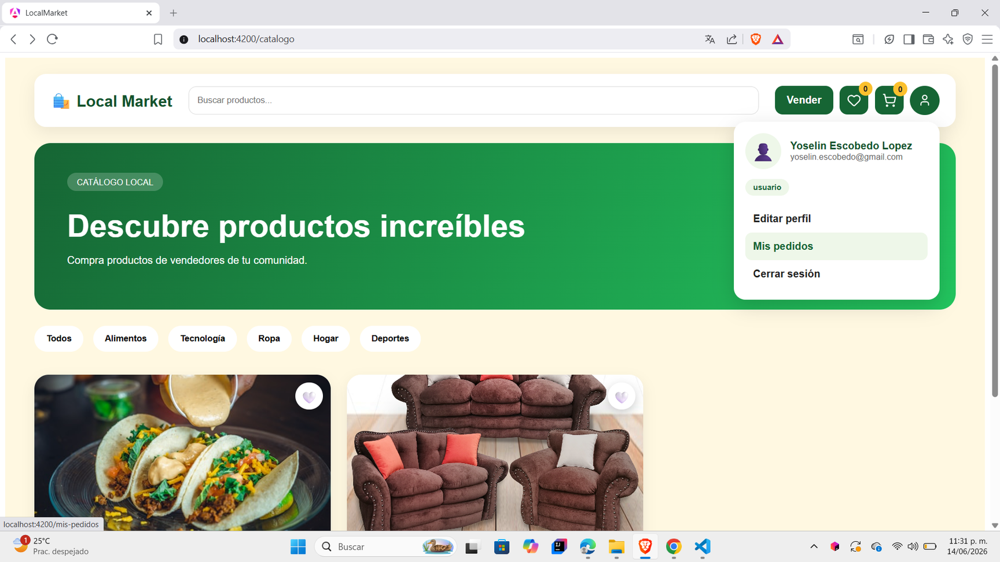 LocalMarket
localhost:4200/catalogo
Local Market
Buscar productos...
Vender
0
0
Yoselin Escobedo Lopez
yoselin.escobedo@gmail.com
usuario
Editar perfil
Mis pedidos
Cerrar sesión
CATÁLOGO LOCAL
Descubre productos increíbles
Compra productos de vendedores de tu comunidad.
Todos
Alimentos
Tecnología
Ropa
Hogar
Deportes
localhost:4200/mis-pedidos
1
25°C
Prac. despejado
Buscar
11:31 p. m.
14/06/2026